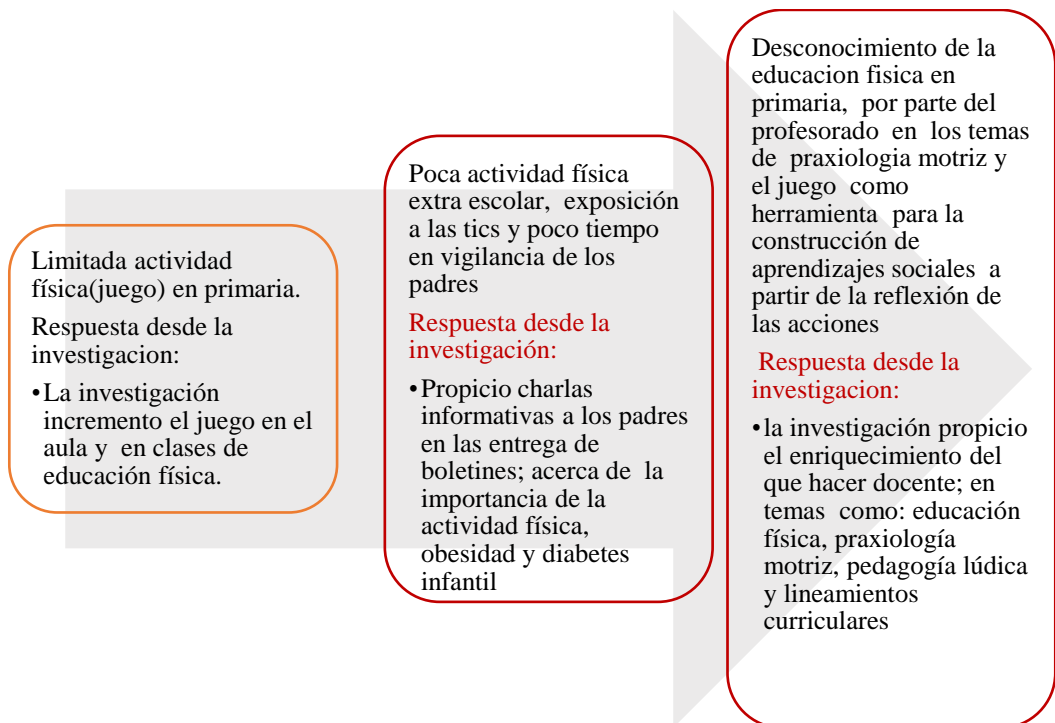 Limitada actividad
física(juego) en primaria.
Respuesta desde la
investigacion:
•La investigación
incremento el juego en el
aula y en clases de
educación física.
Poca actividad física
extra escolar, exposición
a las tics y poco tiempo
en vigilancia de los
padres
Respuesta desde la
investigación:
•Propicio charlas
informativas a los padres
en las entrega de
boletines; acerca de la
importancia de la
actividad física,
obesidad y diabetes
infantil
Desconocimiento de la
educacion fisica en
primaria, por parte del
profesorado en los temas
de praxiologia motriz y
el juego como
herramienta para la
construcción de
aprendizajes sociales a
partir de la reflexión de
las acciones
Respuesta desde la
investigacion:
•la investigación propicio
el enriquecimiento del
que hacer docente; en
temas como: educación
física, praxiología
motriz, pedagogía lúdica
y lineamientos
curriculares